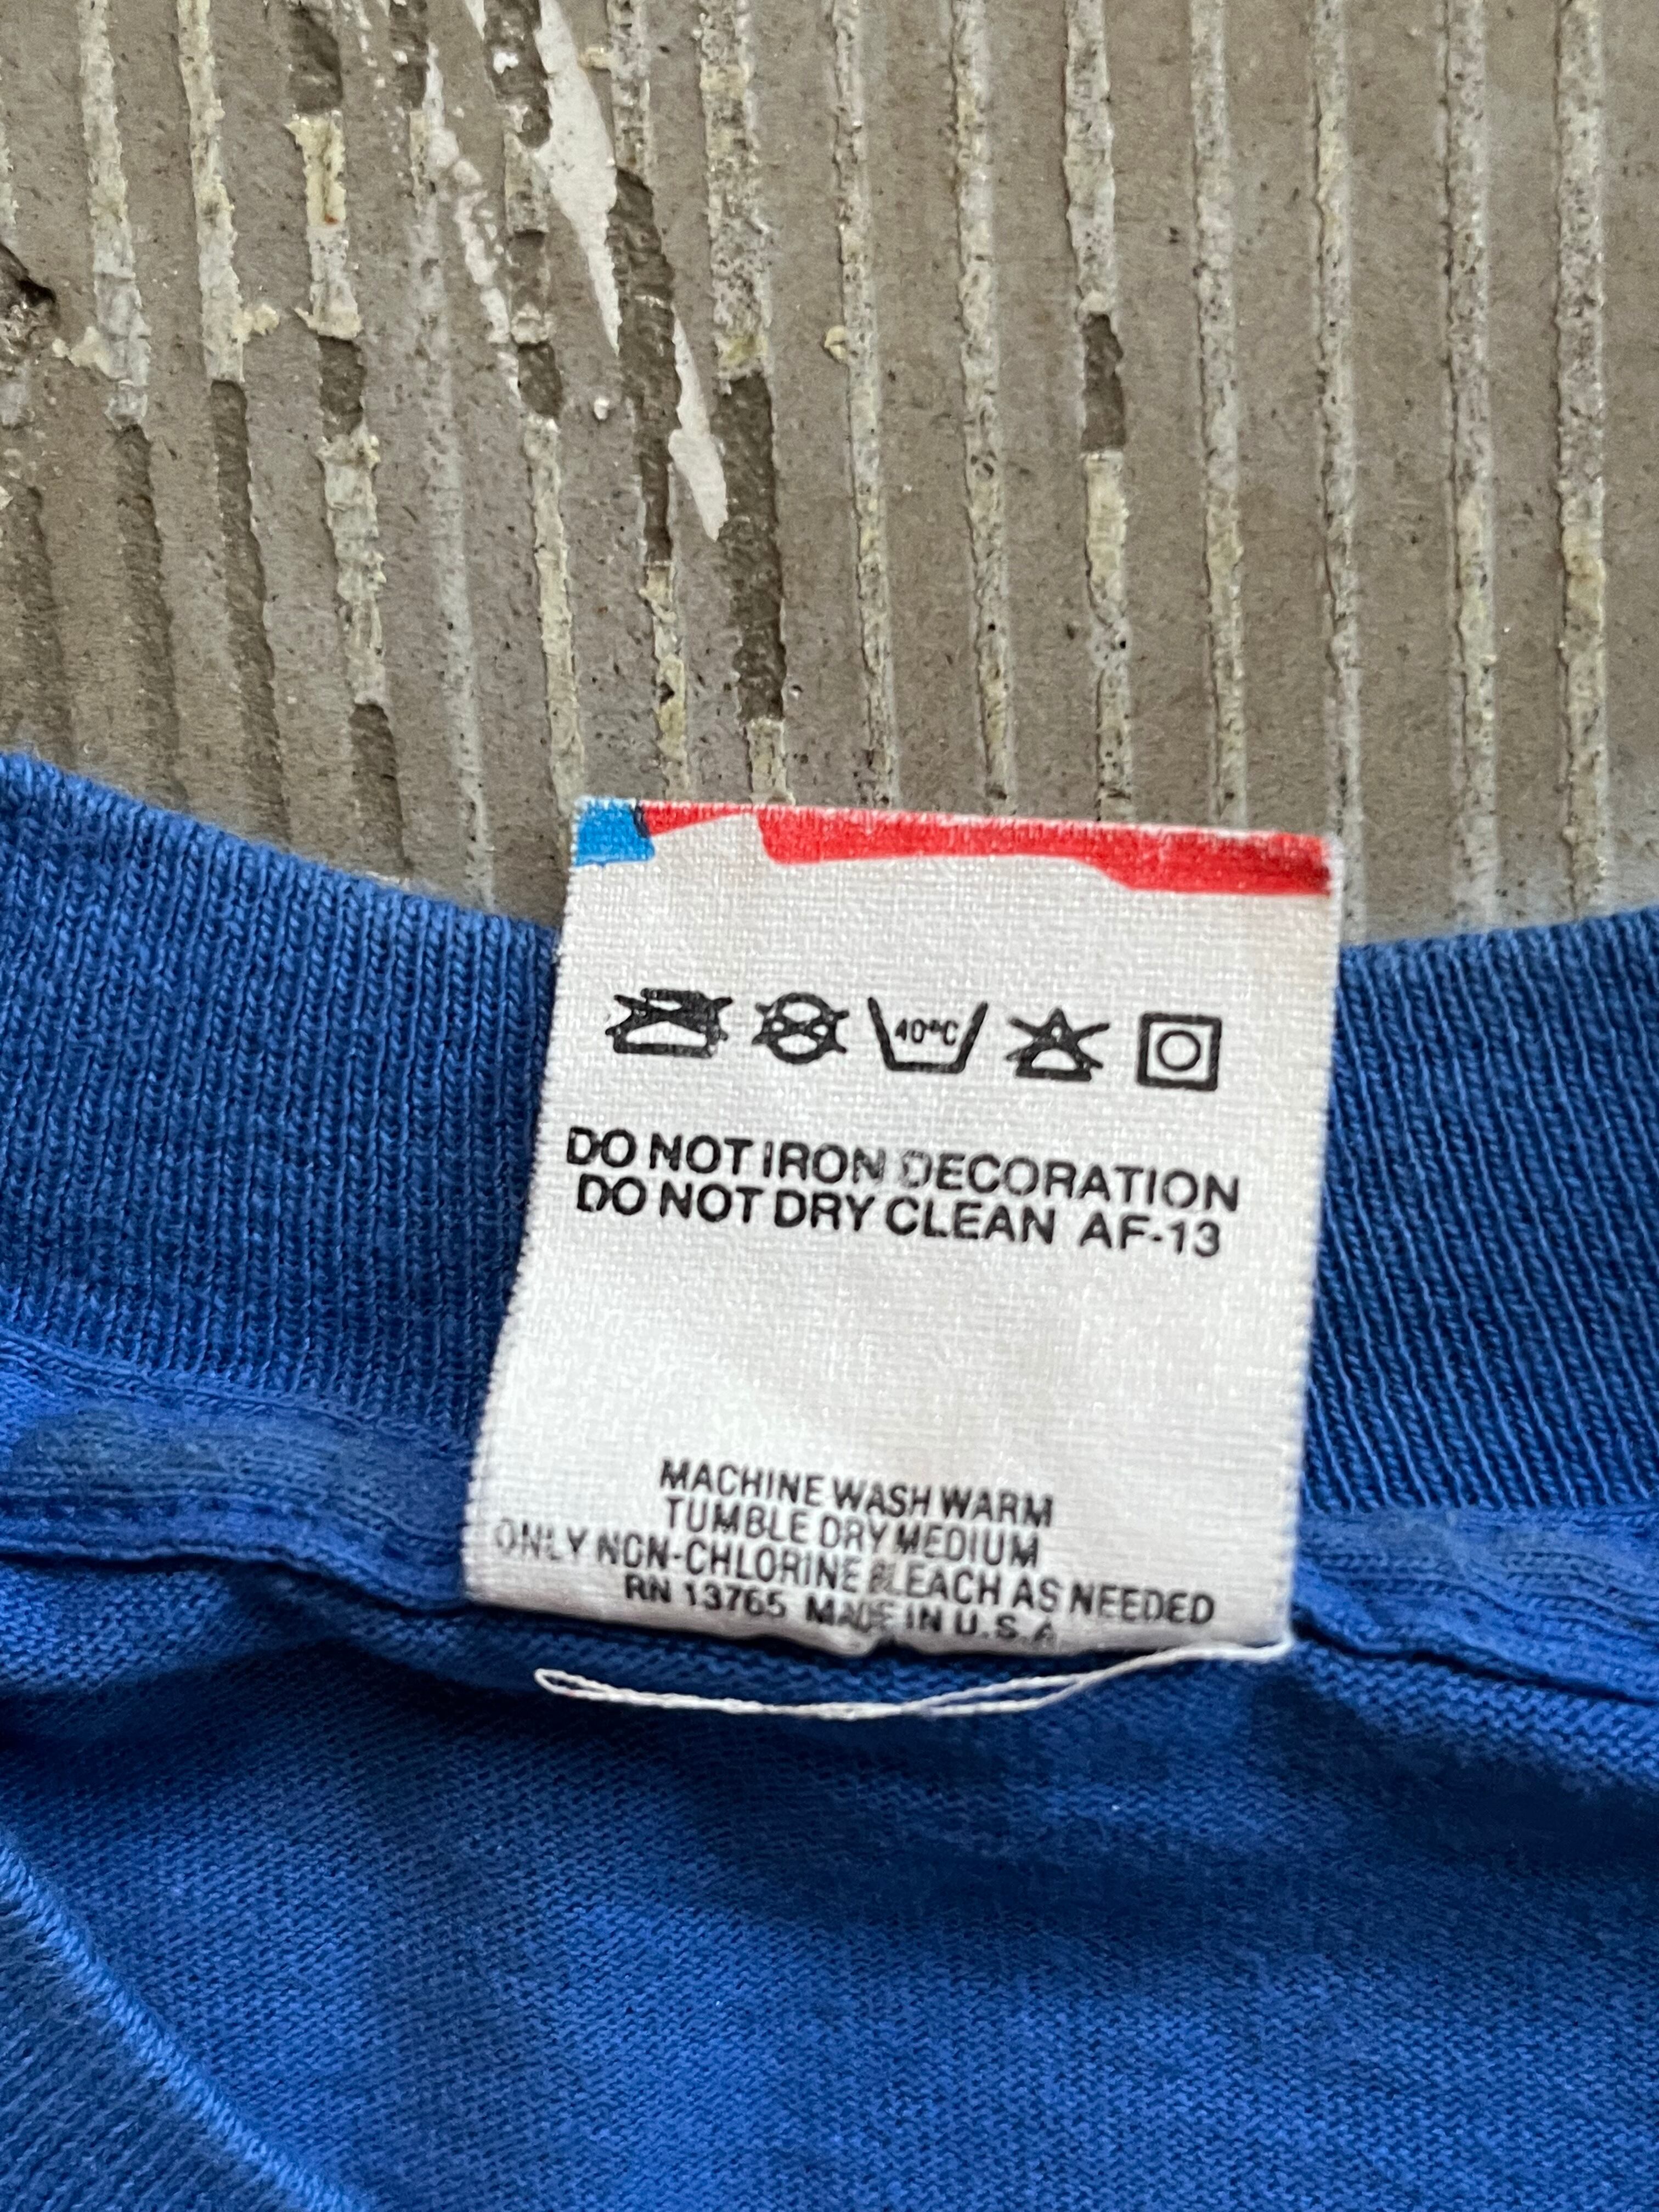 40°C
DO NOT IRON DECORATION
DO NOT DRY CLEAN AF-13
MACHINE WASH WARM
TUMBLE DRY MEDIUM
ONLY NON-CHLORINE BLEACH AS NEEDED
RN 13765 MADE IN U.S.A